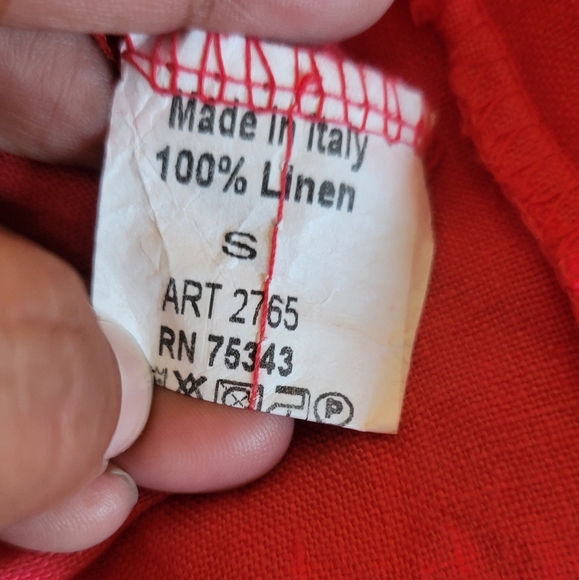 Made in Italy
100% Linen
S
ART 2765
RN 75343
P